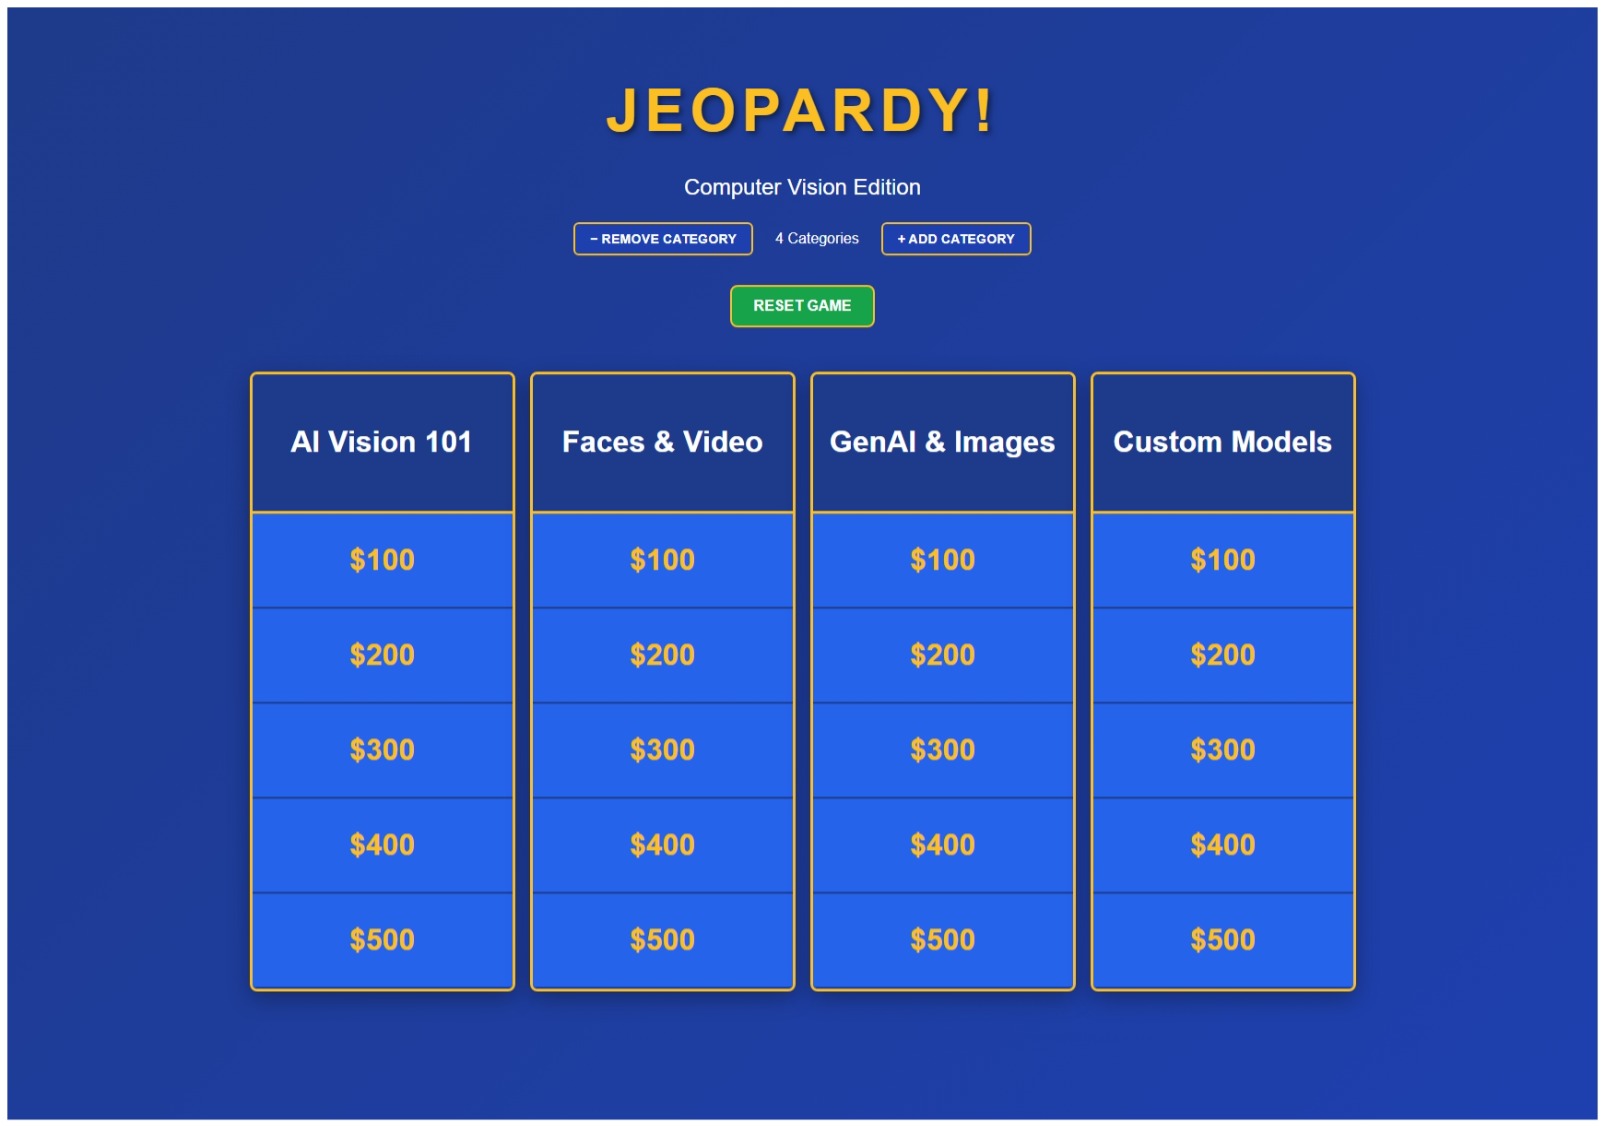 JEOPARDY!
Computer Vision Edition
− REMOVE CATEGORY 4 Categories + ADD CATEGORY
RESET GAME
AI Vision 101 Faces & Video GenAI & Images Custom Models
$100 $100 $100 $100
$200 $200 $200 $200
$300 $300 $300 $300
$400 $400 $400 $400
$500 $500 $500 $500